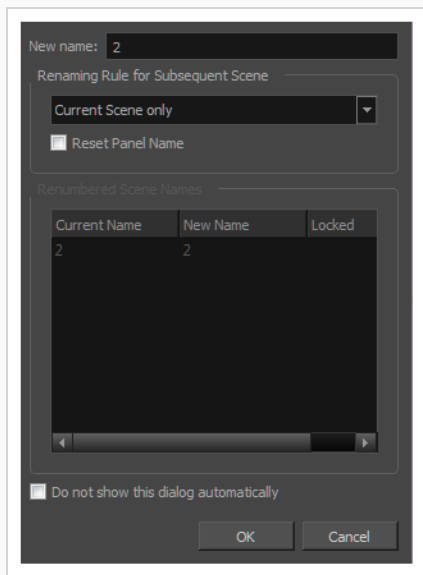 New name: 2
Renaming Rule for Subsequent Scene
Current Scene only
Reset Panel Name
Renumbered Scene Names
Current Name New Name Locked
2 2
Do not show this dialog automatically
OK Cancel